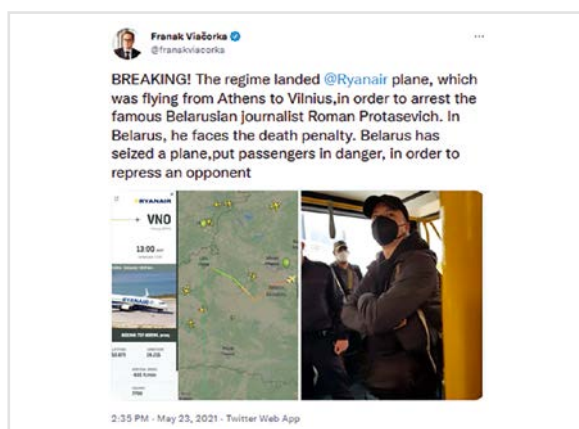 Franak Viačorka
@franakviacorka
BREAKING! The regime landed @Ryanair plane, which
was flying from Athens to Vilnius,in order to arrest the
famous Belarusian journalist Roman Protasevich. In
Belarus, he faces the death penalty. Belarus has
seized a plane,put passengers in danger, in order to
repress an opponent
RYANAIR
VNO
13:00
2:35 PM - May 23, 2021 - Twitter Web App